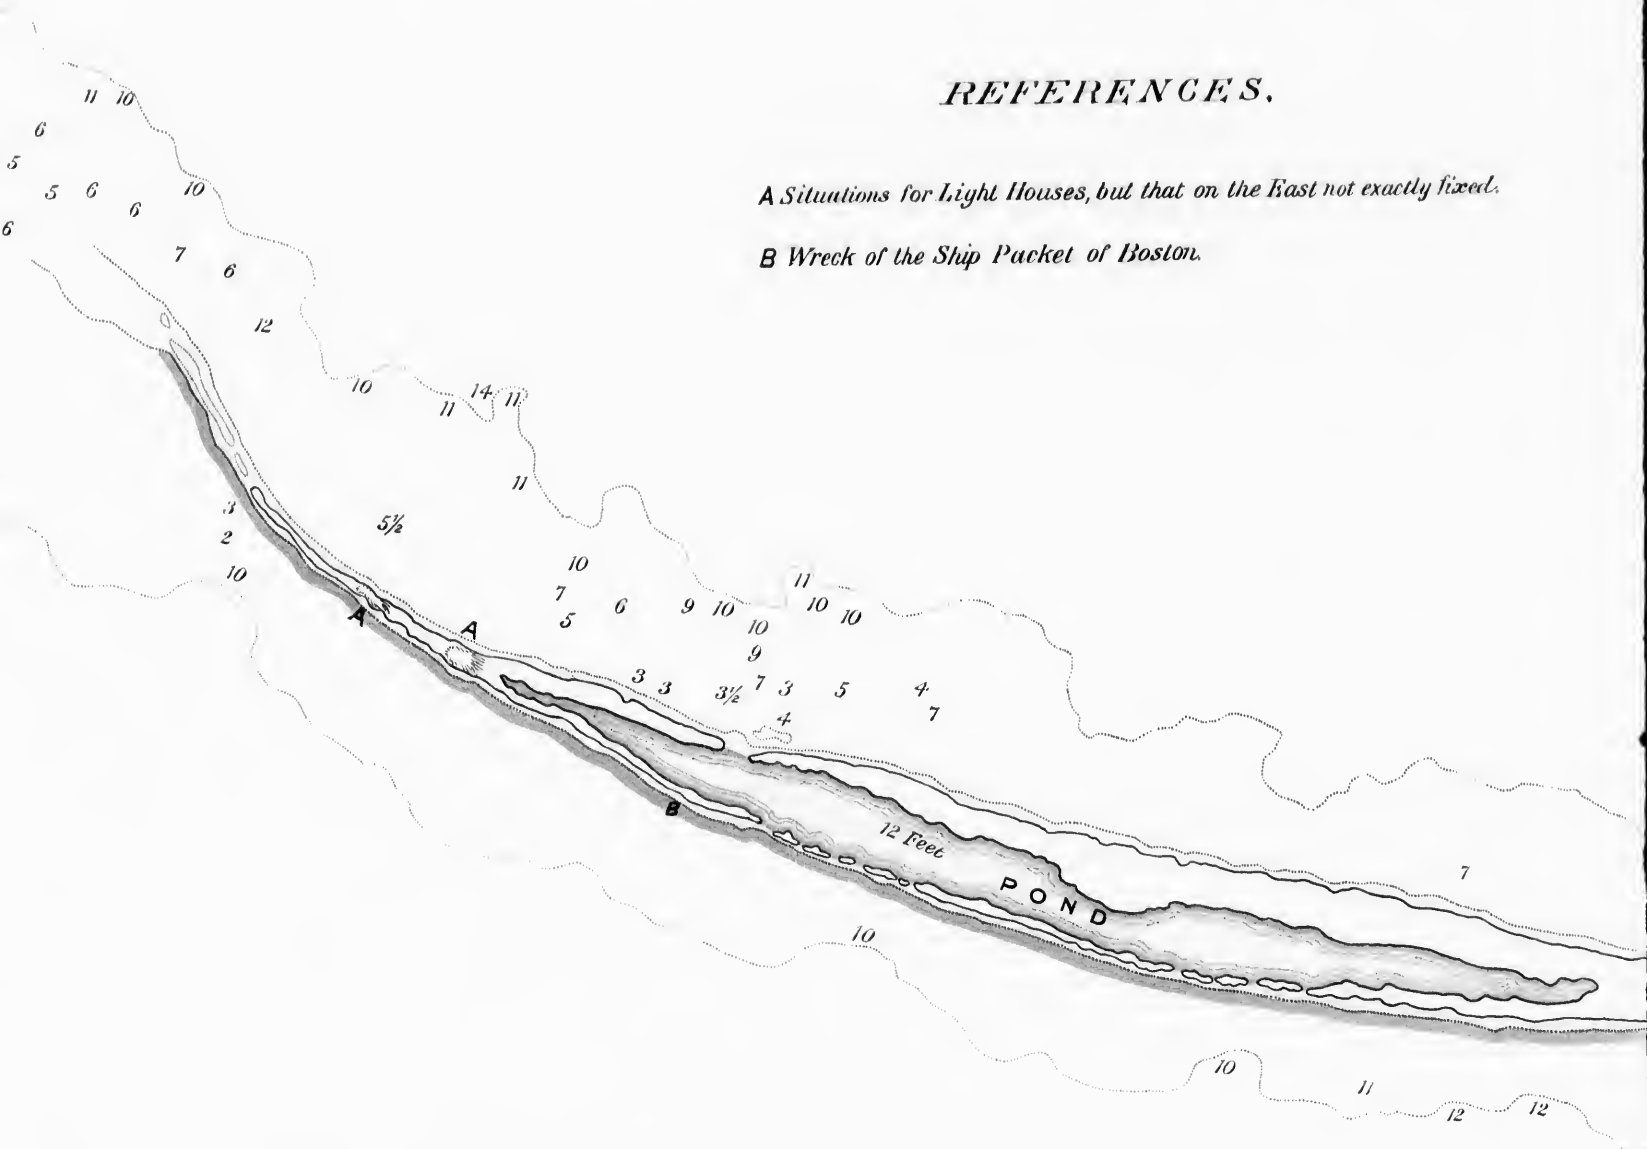 REFERENCES.
A Situations for Light Houses, but that on the East not exactly fixed.
B Wreck of the Ship Packet of Boston.
11 10
6
5
5 6 10
6
6
7
6
12
10
14 11
11
11
3
5½
2
10
10
7
11
6 9 10 10
5
10
10
A
A
9
3 3 3½ 7 3 5 4
7
4
B
12 Feet
POND
7
10
10
11
12 12